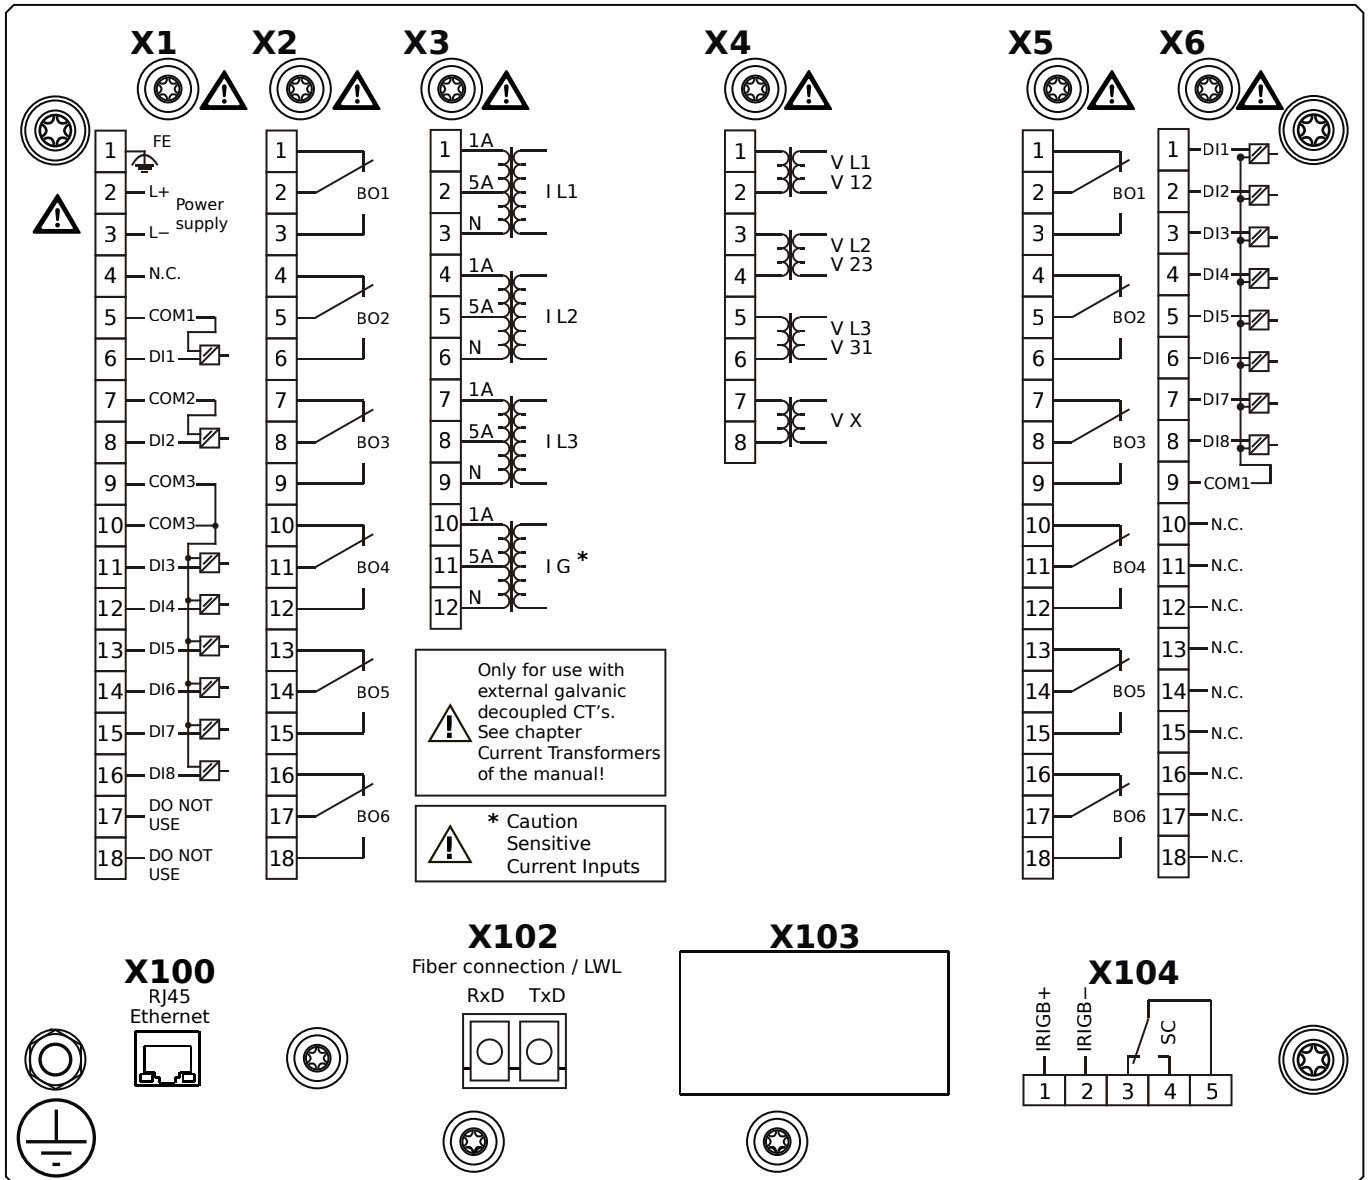 X1 X2 X3 X4 X5 X6
1 FE
2 L+
Power
supply
3 L−
4 N.C.
5 COM1
6 DI1
7 COM2
8 DI2
9 COM3
10 COM3
11 DI3
12 DI4
13 DI5
14 DI6
15 DI7
16 DI8
17 DO NOT
USE
18 DO NOT
USE
1
2 BO1
3
4
5 BO2
6
7
8 BO3
9
10
11 BO4
12
13
14 BO5
15
16
17 BO6
18
1 1A
2 5A I L1
3 N
4 1A
5 5A I L2
6 N
7 1A
8 5A I L3
9 N
10 1A
11 5A I G *
12 N
Only for use with
external galvanic
decoupled CT's.
See chapter
Current Transformers
of the manual!
* Caution
Sensitive
Current Inputs
1 V L1
2 V 12
3 V L2
4 V 23
5 V L3
6 V 31
7 V X
8
1
2 BO1
3
4
5 BO2
6
7
8 BO3
9
10
11 BO4
12
13
14 BO5
15
16
17 BO6
18
1 DI1
2 DI2
3 DI3
4 DI4
5 DI5
6 DI6
7 DI7
8 DI8
9 COM1
10 N.C.
11 N.C.
12 N.C.
13 N.C.
14 N.C.
15 N.C.
16 N.C.
17 N.C.
18 N.C.
X100
RJ45
Ethernet
X102
Fiber connection / LWL
RxD TxD
X103
X104
IRIGB+ IRIGB− SC
1 2 3 4 5